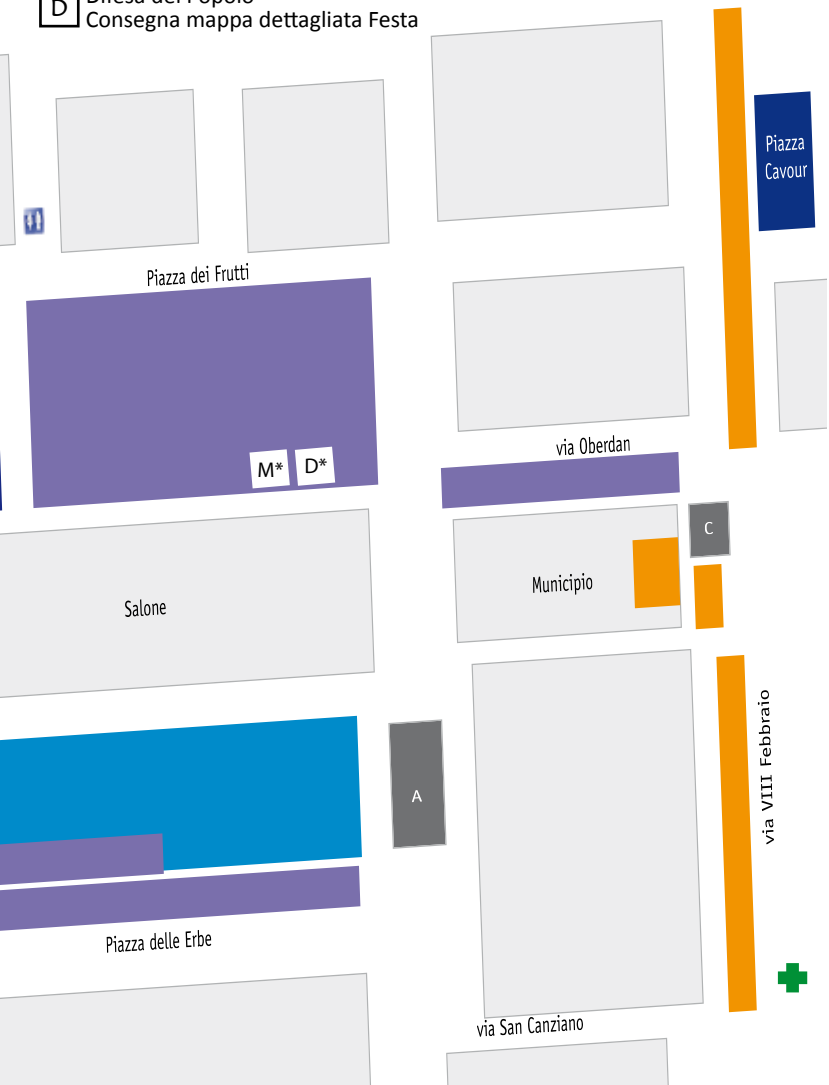 D
Consegna mappa dettagliata Festa
Piazza
Cavour
Piazza dei Frutti
M*
D*
via Oberdan
C
Municipio
Salone
via VIII Febbraio
A
Piazza delle Erbe
via San Canziano